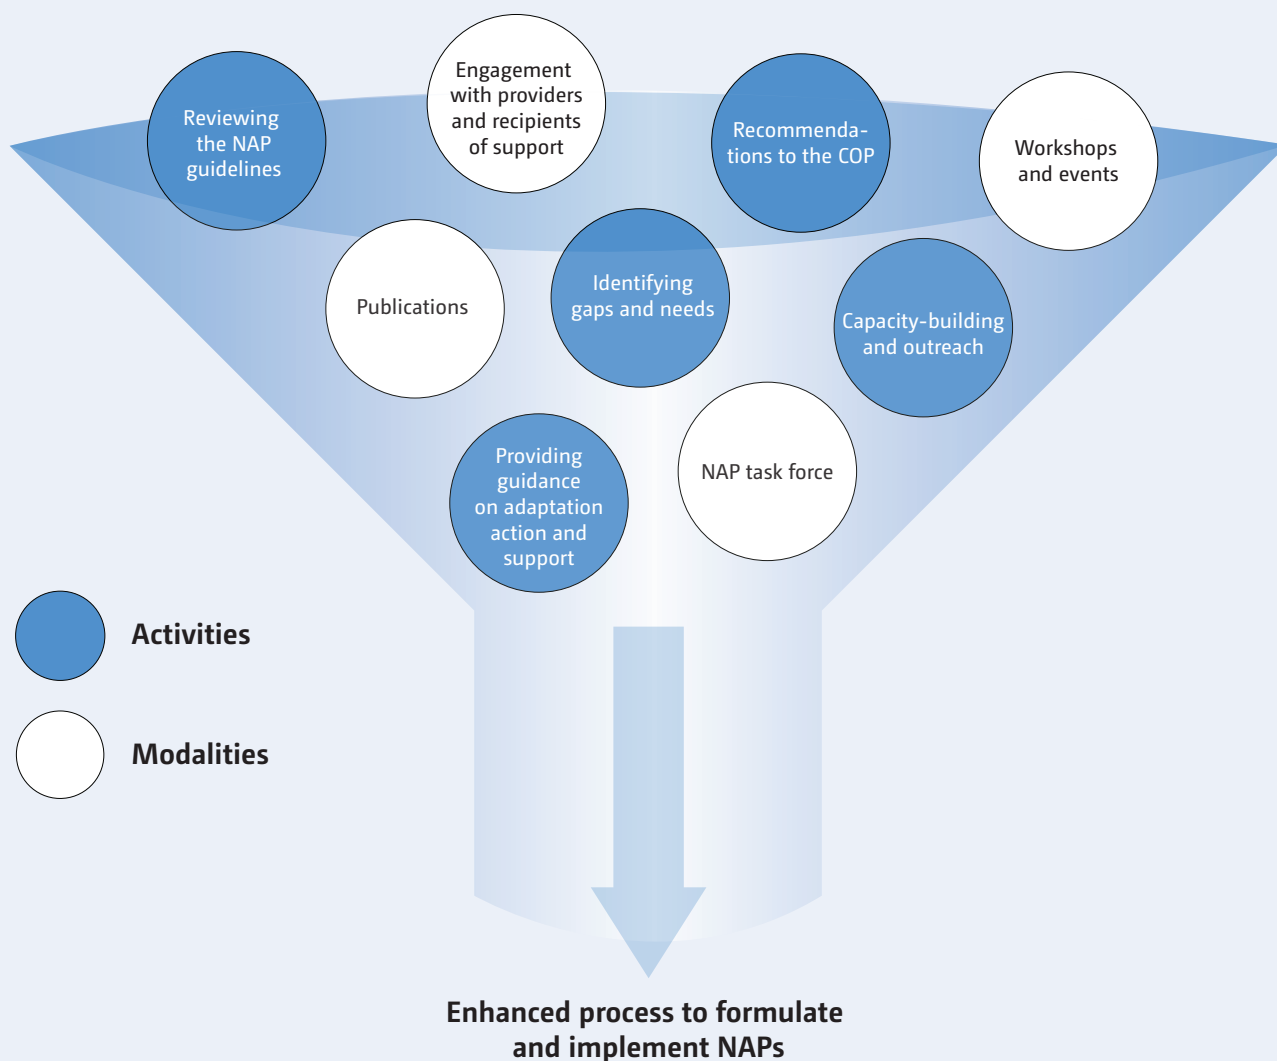 Reviewing
the NAP
guidelines
Engagement
with providers
and recipients
of support
Recommenda-
tions to the COP
Workshops
and events
Publications
Identifying
gaps and needs
Capacity-building
and outreach
Providing
guidance
on adaptation
action and
support
NAP task force
Activities
Modalities
Enhanced process to formulate
and implement NAPs